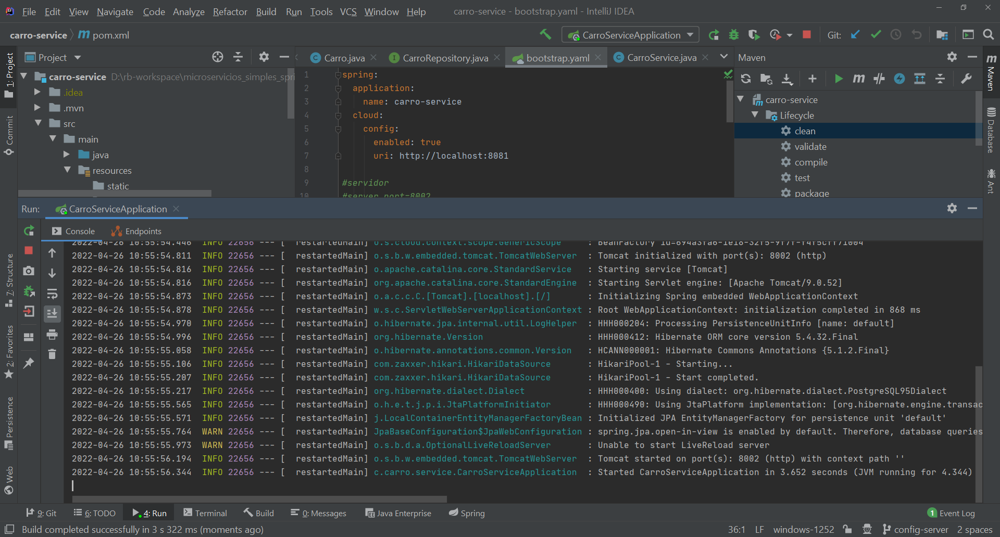 File Edit View Navigate Code Analyze Refactor Build Run Tools VCS Window Help carro-service - bootstrap.yaml - IntelliJ IDEA
carro-service m pom.xml CarroServiceApplication Git:
1: Project
Commit
7: Structure
2: Favorites
Persistence
Web
Project
carro-service D:\rb-workspace\microservicios_simples_spri
.idea
.mvn
src
main
java
resources
static
Carro.java CarroRepository.java bootstrap.yaml CarroService.java
1 spring:
2 application:
3 name: carro-service
4 cloud:
5 config:
6 enabled: true
7 uri: http://localhost:8081
8
9 #servidor
10 #server.port=8002
Maven
carro-service
Lifecycle
clean
validate
compile
test
package
m Maven
Database
Ant
Run: CarroServiceApplication
Console Endpoints
2022-04-26 10:55:54.446 INFO 22656 --- [ restartedMain] o.s.cloud.context.scope.GenericScope : BeanFactory
2022-04-26 10:55:54.811 INFO 22656 --- [ restartedMain] o.s.b.w.embedded.tomcat.TomcatWebServer : Tomcat initialized with port(s): 8002 (http)
2022-04-26 10:55:54.816 INFO 22656 --- [ restartedMain] o.apache.catalina.core.StandardService : Starting service [Tomcat]
2022-04-26 10:55:54.816 INFO 22656 --- [ restartedMain] org.apache.catalina.core.StandardEngine : Starting Servlet engine: [Apache Tomcat/9.0.52]
2022-04-26 10:55:54.873 INFO 22656 --- [ restartedMain] o.a.c.c.C.[Tomcat].[localhost].[/] : Initializing Spring embedded WebApplicationContext
2022-04-26 10:55:54.878 INFO 22656 --- [ restartedMain] w.s.c.ServletWebServerApplicationContext : Root WebApplicationContext: initialization completed in 868 ms
2022-04-26 10:55:54.970 INFO 22656 --- [ restartedMain] o.hibernate.jpa.internal.util.LogHelper : HHH000204: Processing PersistenceUnitInfo [name: default]
2022-04-26 10:55:54.996 INFO 22656 --- [ restartedMain] org.hibernate.Version : HHH000412: Hibernate ORM core version 5.4.32.Final
2022-04-26 10:55:55.058 INFO 22656 --- [ restartedMain] o.hibernate.annotations.common.Version : HCANN000001: Hibernate Commons Annotations {5.1.2.Final}
2022-04-26 10:55:55.106 INFO 22656 --- [ restartedMain] com.zaxxer.hikari.HikariDataSource : HikariPool-1 - Starting...
2022-04-26 10:55:55.207 INFO 22656 --- [ restartedMain] com.zaxxer.hikari.HikariDataSource : HikariPool-1 - Start completed.
2022-04-26 10:55:55.217 INFO 22656 --- [ restartedMain] org.hibernate.dialect.Dialect : HHH000400: Using dialect: org.hibernate.dialect.PostgreSQL95Dialect
2022-04-26 10:55:55.565 INFO 22656 --- [ restartedMain] o.h.e.t.j.p.i.JtaPlatformInitiator : HHH000490: Using JtaPlatform implementation: [org.hibernate.engine.transac
2022-04-26 10:55:55.571 INFO 22656 --- [ restartedMain] j.LocalContainerEntityManagerFactoryBean : Initialized JPA EntityManagerFactory for persistence unit 'default'
2022-04-26 10:55:55.764 WARN 22656 --- [ restartedMain] JpaBaseConfiguration$JpaWebConfiguration : spring.jpa.open-in-view is enabled by default. Therefore, database queries
2022-04-26 10:55:55.973 WARN 22656 --- [ restartedMain] o.s.b.d.a.OptionalLiveReloadServer : Unable to start LiveReload server
2022-04-26 10:55:56.194 INFO 22656 --- [ restartedMain] o.s.b.w.embedded.tomcat.TomcatWebServer : Tomcat started on port(s): 8002 (http) with context path ''
2022-04-26 10:55:56.344 INFO 22656 --- [ restartedMain] c.carro.service.CarroServiceApplication : Started CarroServiceApplication in 3.652 seconds (JVM running for 4.344)
9: Git 6: TODO 4: Run Terminal Build 0: Messages Java Enterprise Spring 1 Event Log
Build completed successfully in 3 s 322 ms (moments ago) 36:1 LF windows-1252 config-server 2 spaces